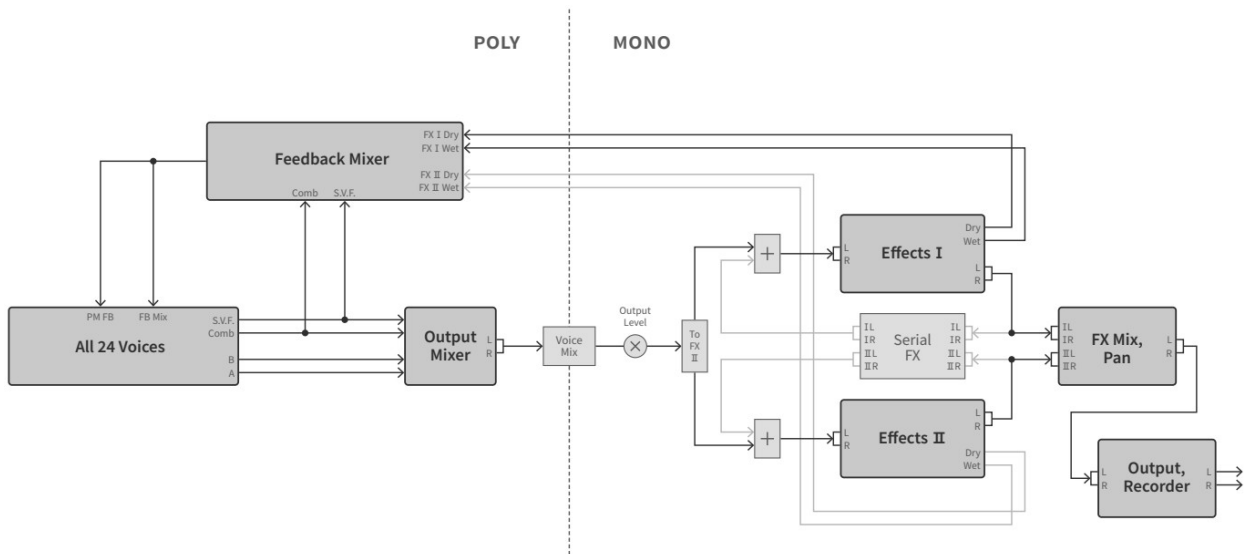 POLY
MONO
FX I Dry
FX I Wet
Feedback Mixer
FX II Dry
FX II Wet
Comb
S.V.F.
PM FB
FB Mix
All 24 Voices
S.V.F.
Comb
B
A
Output
Mixer
L
R
Voice
Mix
Output
Level
×
To
FX
II
+
+
L
R
Effects I
Dry
Wet
L
R
IL
IR
IIL
IIR
Serial
FX
IL
IR
IIL
IIR
L
R
Effects II
L
R
Dry
Wet
IL
IR
IIL
IIR
FX Mix,
Pan
L
R
L
R
Output,
Recorder
L
R